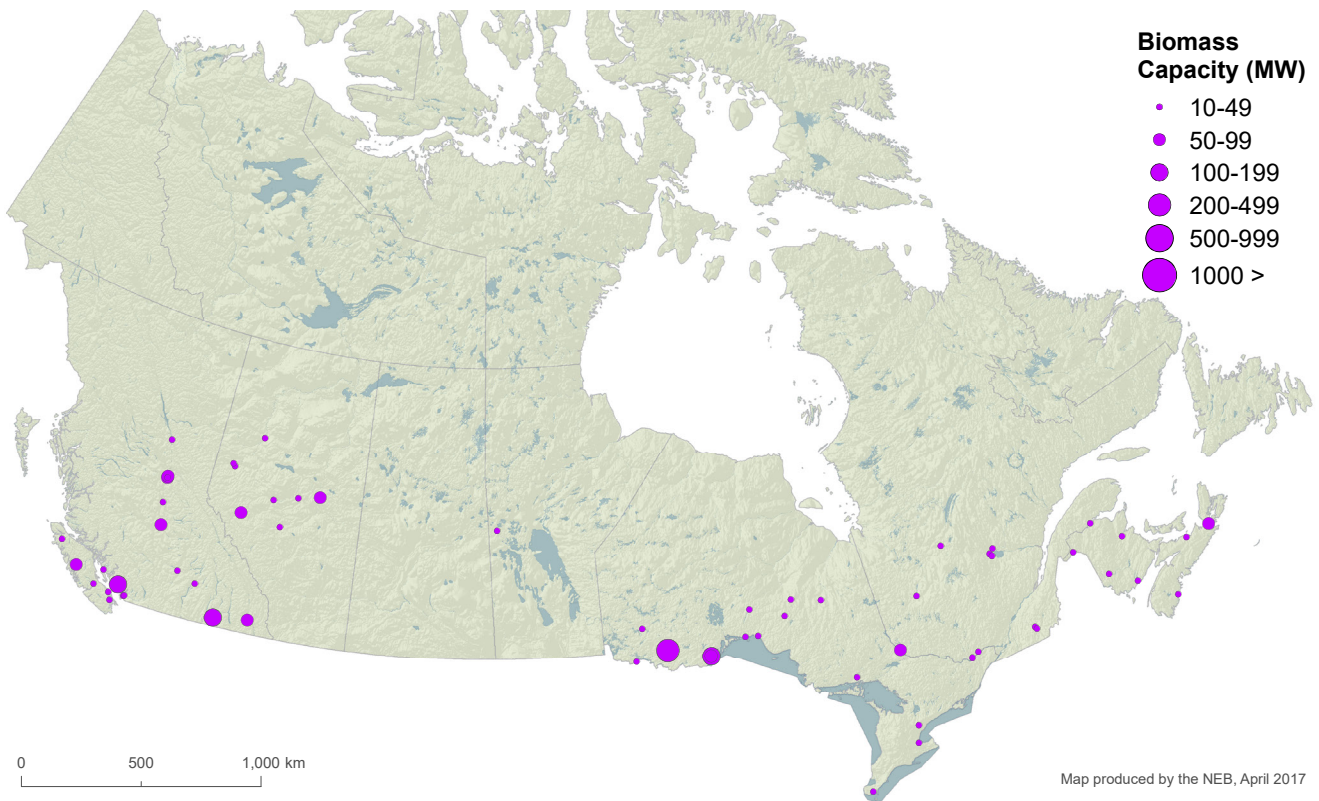 Biomass
Capacity (MW)
10-49
50-99
100-199
200-499
500-999
1000 >
0 500 1,000 km
Map produced by the NEB, April 2017